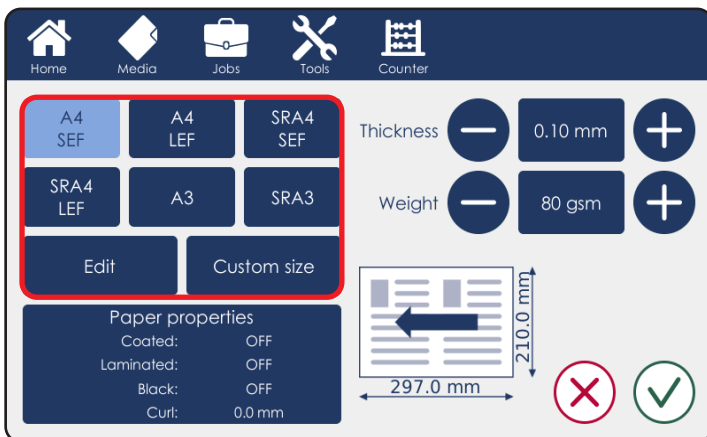 Home
Media
Jobs
Tools
Counter
A4
SEF
A4
LEF
SRA4
SEF
SRA4
LEF
A3
SRA3
Edit
Custom size
Thickness
0.10 mm
Weight
80 gsm
Paper properties
Coated: OFF
Laminated: OFF
Black: OFF
Curl: 0.0 mm
210.0 mm
297.0 mm